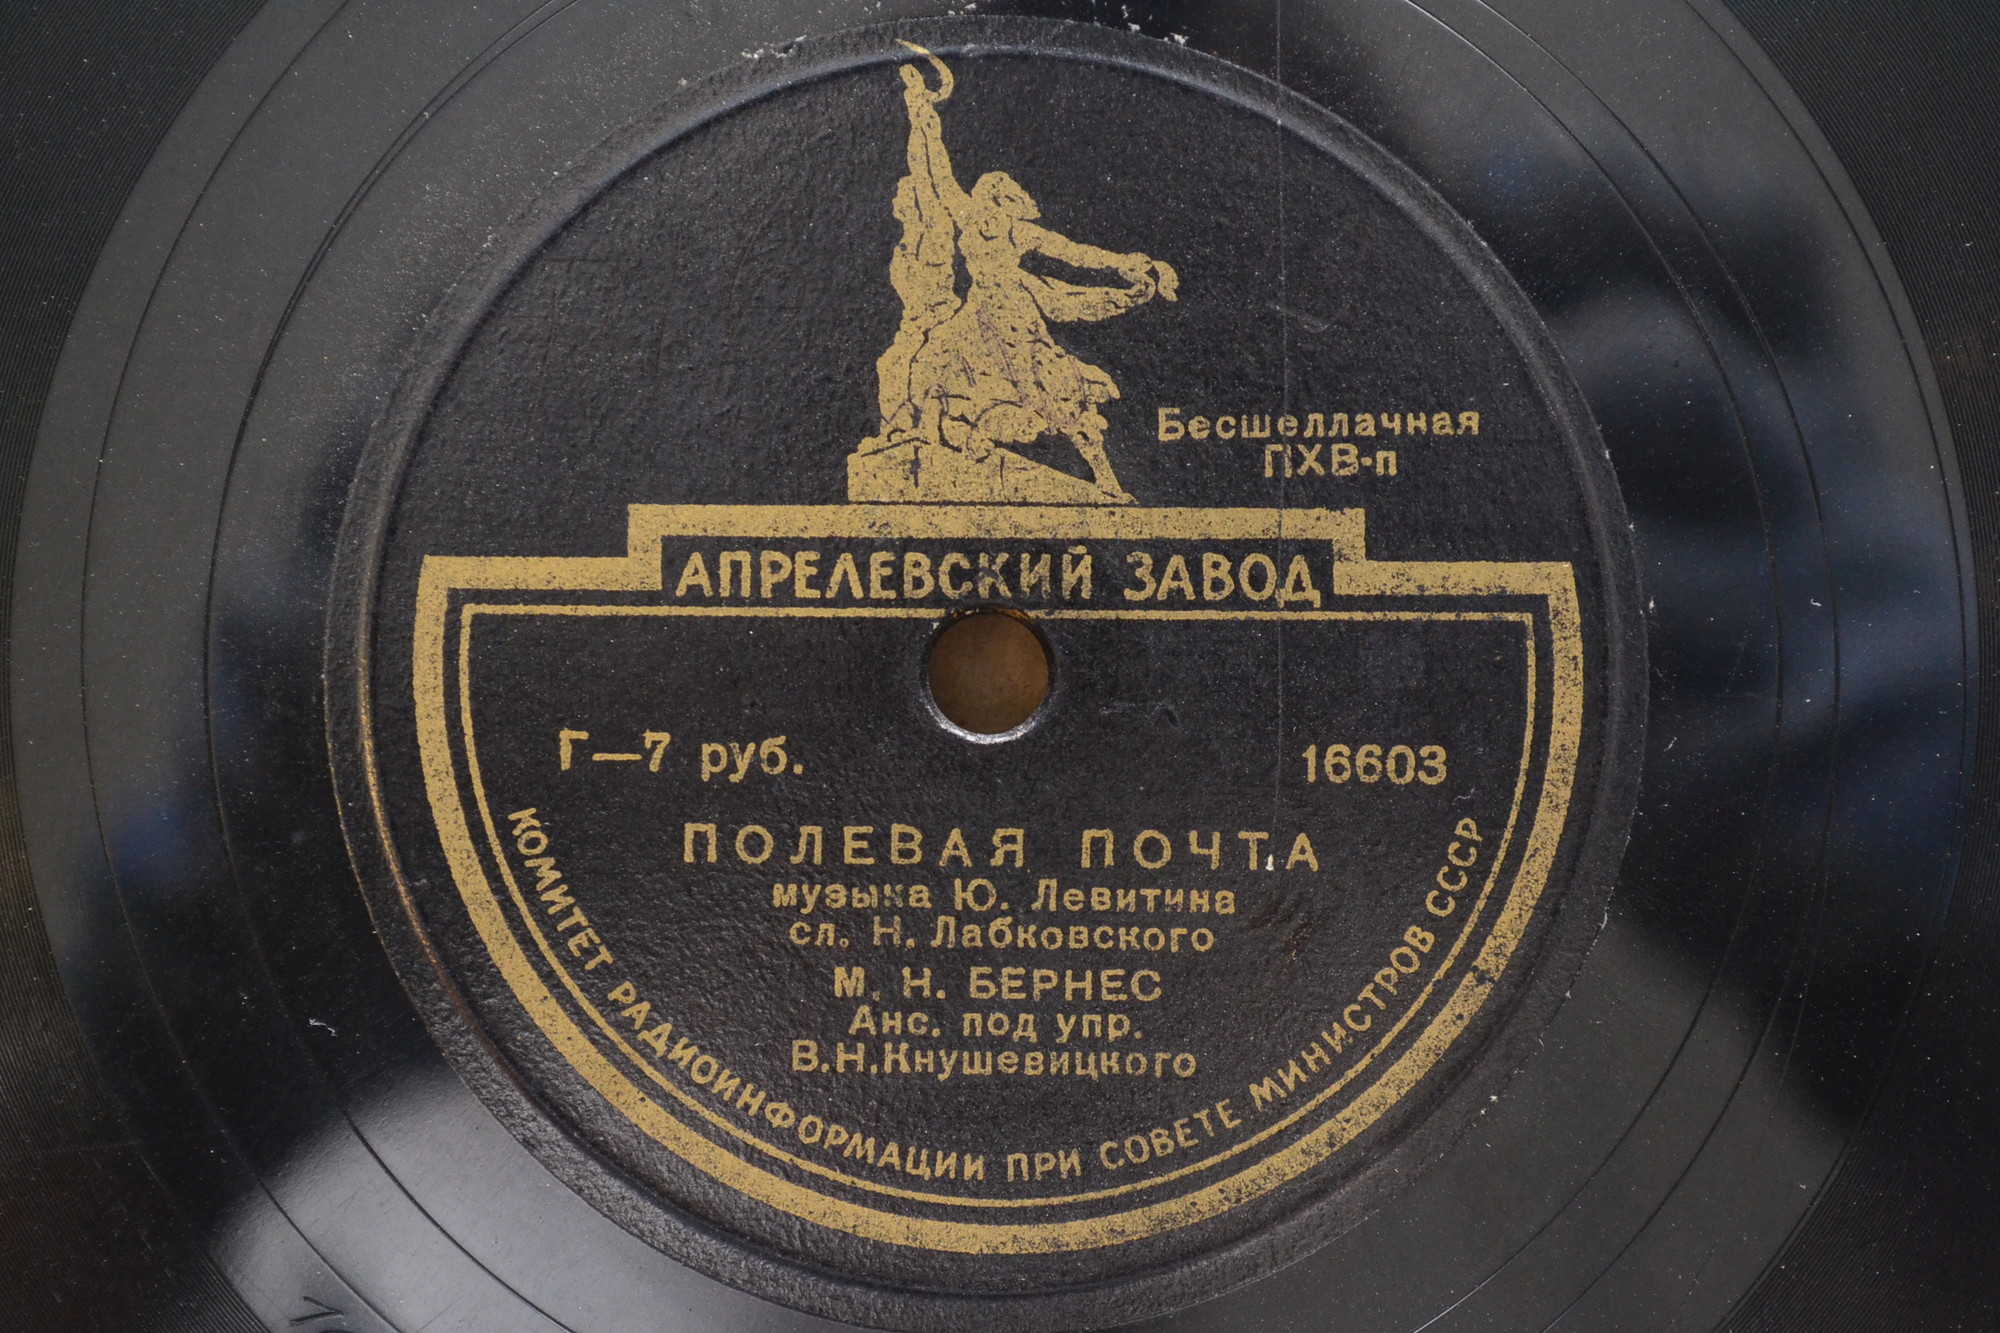 Бесшеллачная
ПХВ-п
АПРЕЛЕВСКИЙ ЗАВОД
Г—7 руб.
16603
ПОЛЕВАЯ ПОЧТА
музыка Ю. Левитина
сл. Н. Лабковского
М. Н. БЕРНЕС
Анс. под упр.
В.Н.Кнушевицкого
КОМИТЕТ РАДИОИНФОРМАЦИИ ПРИ СОВЕТЕ МИНИСТРОВ СССР